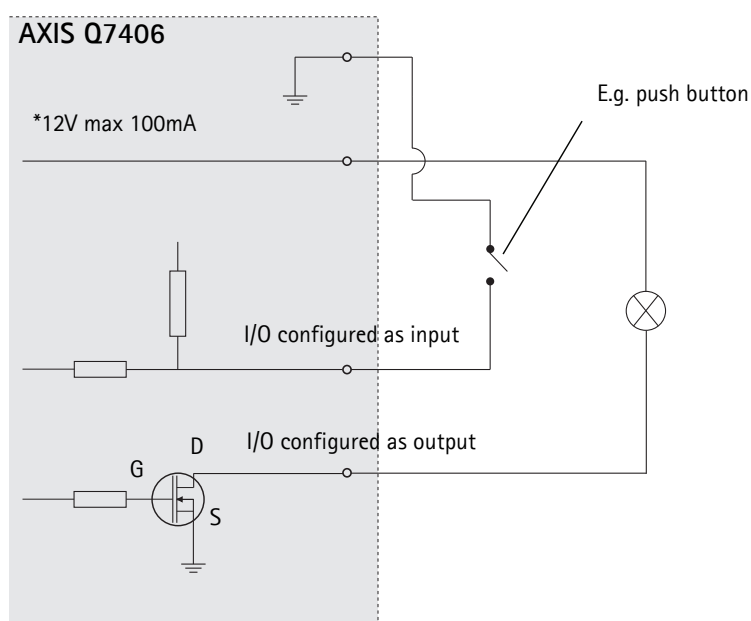 AXIS Q7406
E.g. push button
*12V max 100mA
I/O configured as input
I/O configured as output
D
G
S